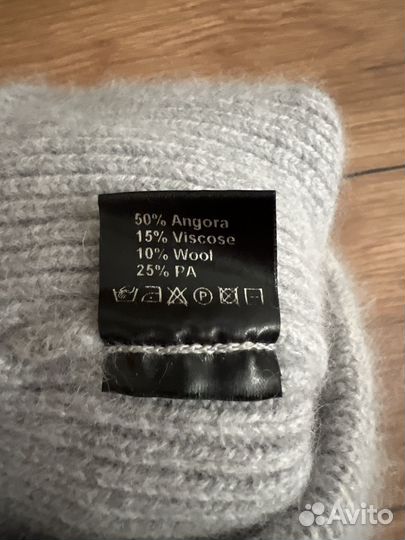 50% Angora
15% Viscose
10% Wool
25% PA
P
Avito